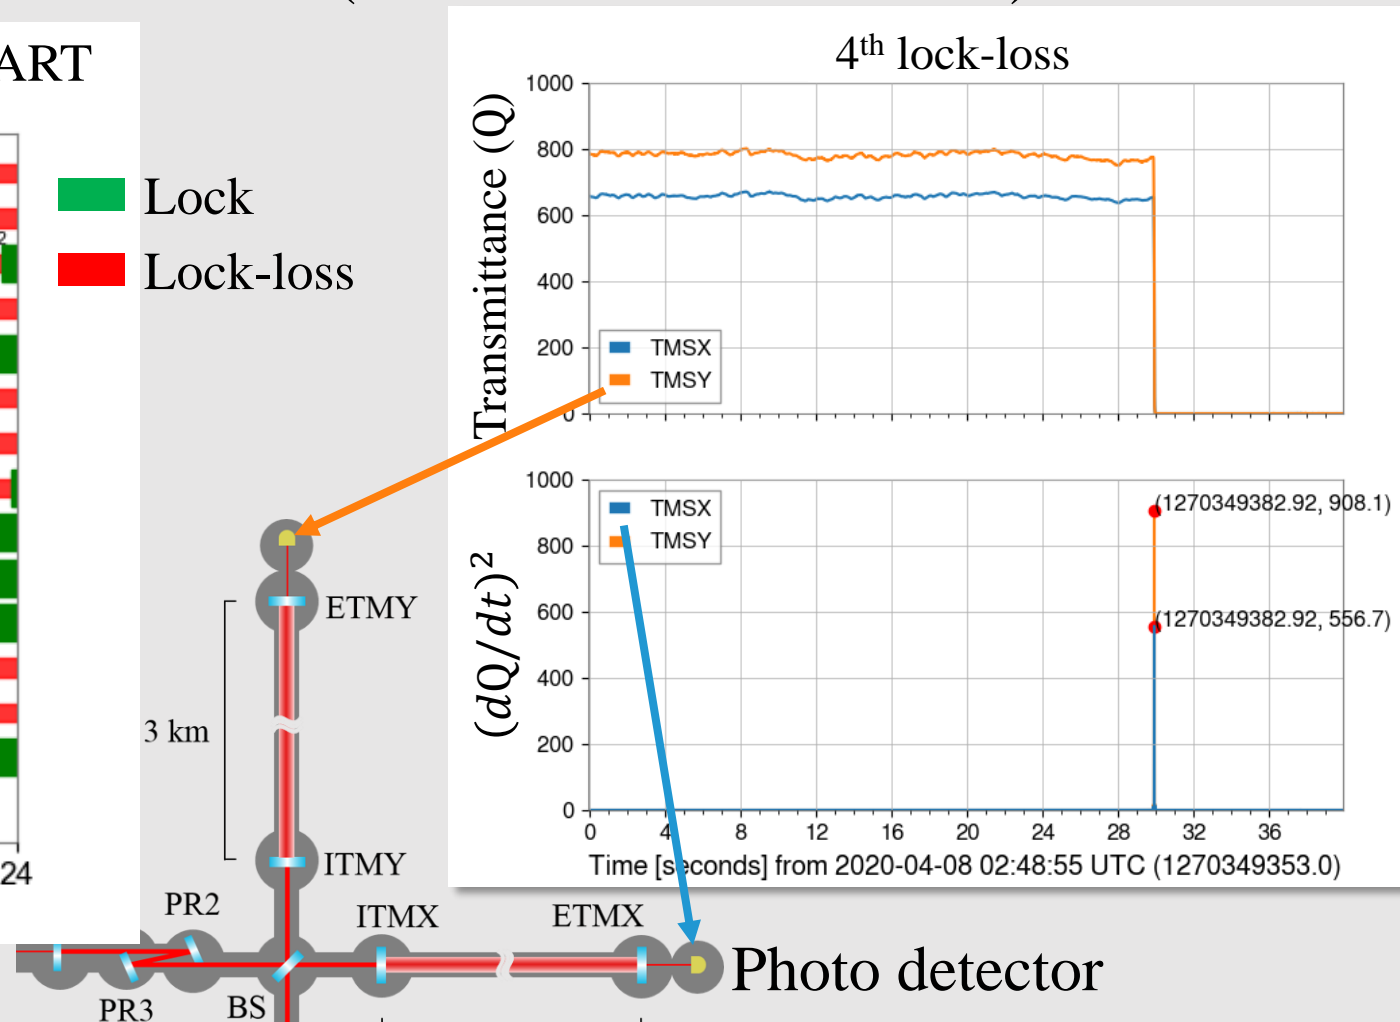 ART
Lock
Lock-loss
24
4th lock-loss
Transmittance (Q)
1000
800
600
400
200
0
TMSX
TMSY
(dQ/dt)²
1000
800
600
400
200
0
TMSX
TMSY
(1270349382.92, 908.1)
(1270349382.92, 556.7)
0 4 8 12 16 20 24 28 32 36
Time [seconds] from 2020-04-08 02:48:55 UTC (1270349353.0)
ETMY
3 km
ITMY
PR2
ITMX
ETMX
Photo detector
PR3
BS